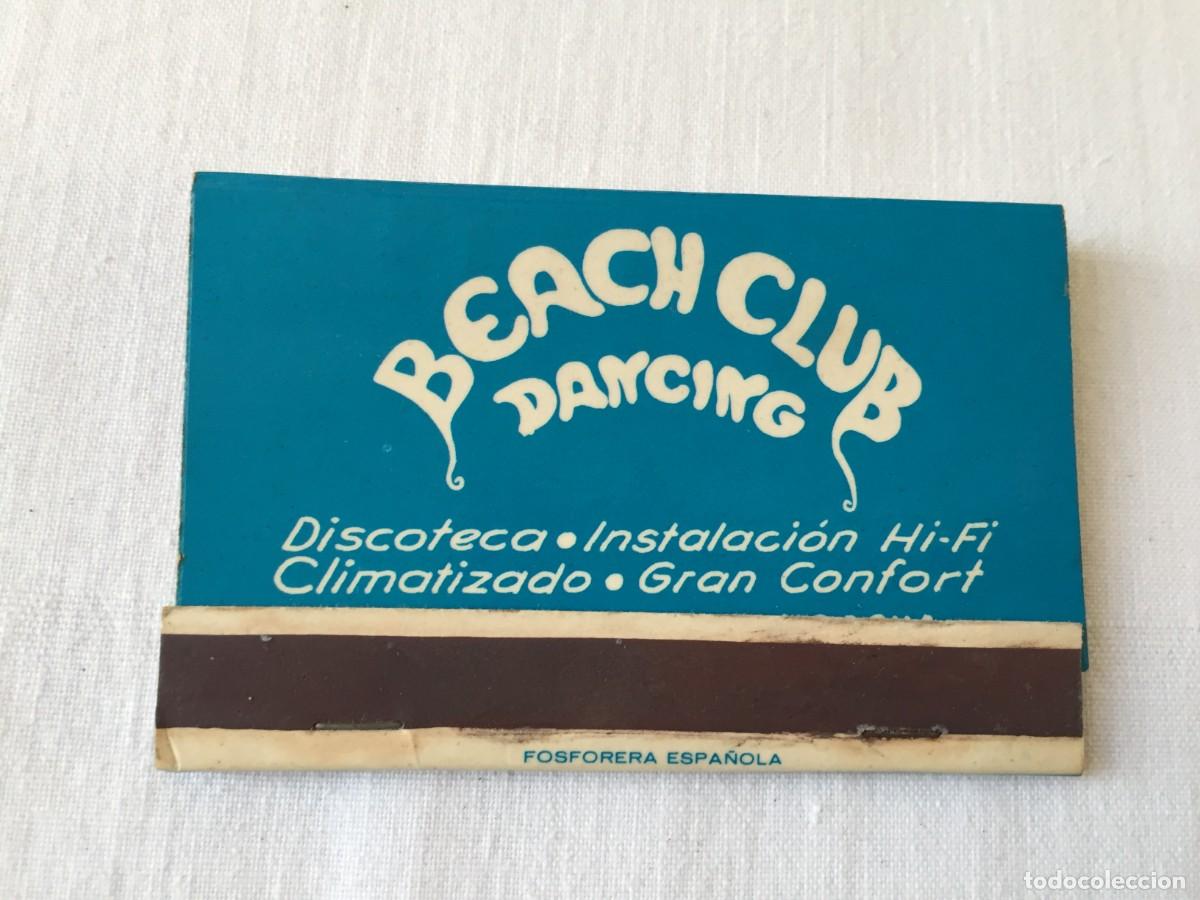 BEACH CLUB
DANCING
Discoteca • Instalación Hi-Fi
Climatizado • Gran Confort
FOSFORERA ESPAÑOLA
todocoleccion